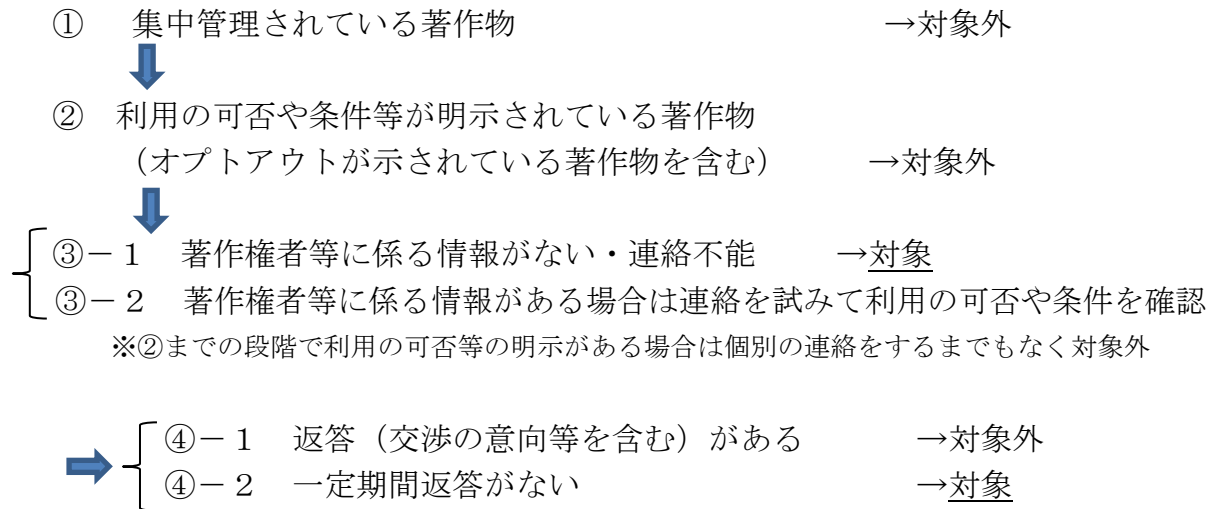 ① 集中管理されている著作物 →対象外
② 利用の可否や条件等が明示されている著作物
（オプトアウトが示されている著作物を含む） →対象外
③－１ 著作権者等に係る情報がない・連絡不能 →対象
③－２ 著作権者等に係る情報がある場合は連絡を試みて利用の可否や条件を確認
※②までの段階で利用の可否等の明示がある場合は個別の連絡をするまでもなく対象外
④－１ 返答（交渉の意向等を含む）がある →対象外
④－２ 一定期間返答がない →対象